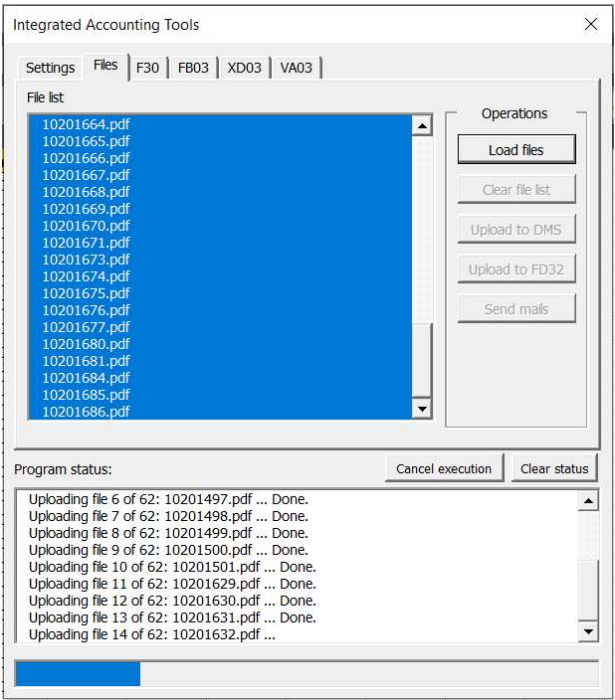 Integrated Accounting Tools
Settings Files F30 FB03 XD03 VA03
File list
10201664.pdf
10201665.pdf
10201666.pdf
10201667.pdf
10201668.pdf
10201669.pdf
10201670.pdf
10201671.pdf
10201673.pdf
10201674.pdf
10201675.pdf
10201676.pdf
10201677.pdf
10201680.pdf
10201681.pdf
10201684.pdf
10201685.pdf
10201686.pdf
Operations
Load files
Clear file list
Upload to DMS
Upload to FD32
Send mails
Program status:
Cancel execution
Clear status
Uploading file 6 of 62: 10201497.pdf ... Done.
Uploading file 7 of 62: 10201498.pdf ... Done.
Uploading file 8 of 62: 10201499.pdf ... Done.
Uploading file 9 of 62: 10201500.pdf ... Done.
Uploading file 10 of 62: 10201501.pdf ... Done.
Uploading file 11 of 62: 10201629.pdf ... Done.
Uploading file 12 of 62: 10201630.pdf ... Done.
Uploading file 13 of 62: 10201631.pdf ... Done.
Uploading file 14 of 62: 10201632.pdf ...